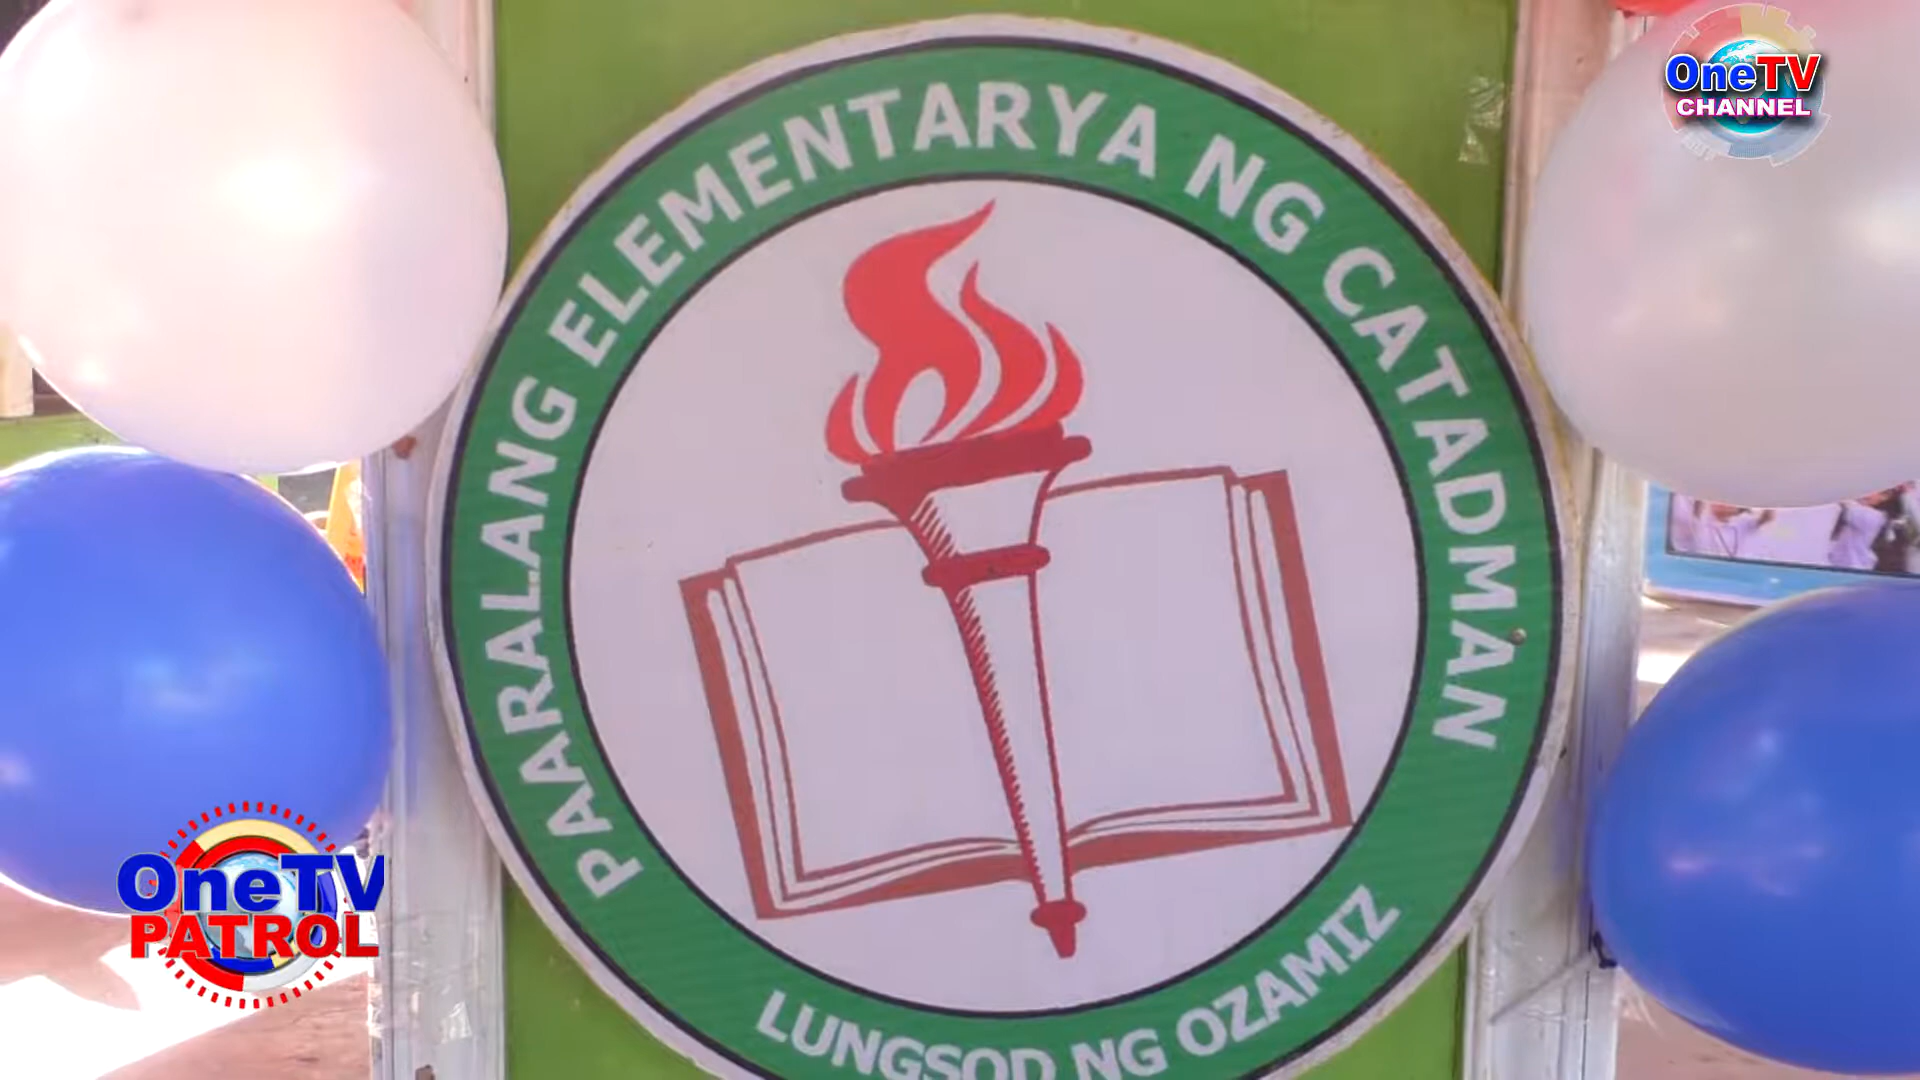 OneTV
CHANNEL
PAARALANG ELEMENTARYA NG CATADMAN
LUNGSOD NG OZAMIZ
OneTV
PATROL